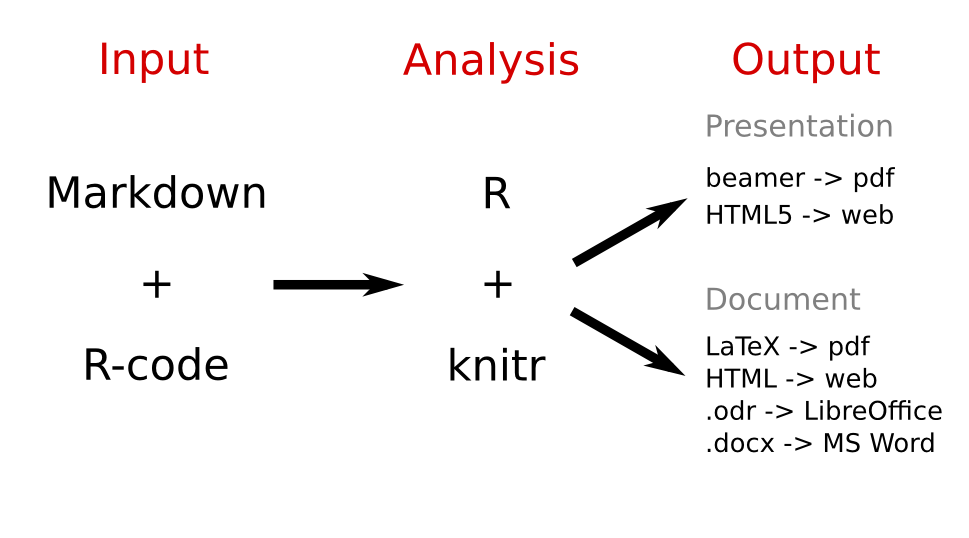 Input
Analysis
Output
Markdown
+
R-code
R
+
knitr
Presentation
beamer -> pdf
HTML5 -> web
Document
LaTeX -> pdf
HTML -> web
.odr -> LibreOffice
.docx -> MS Word